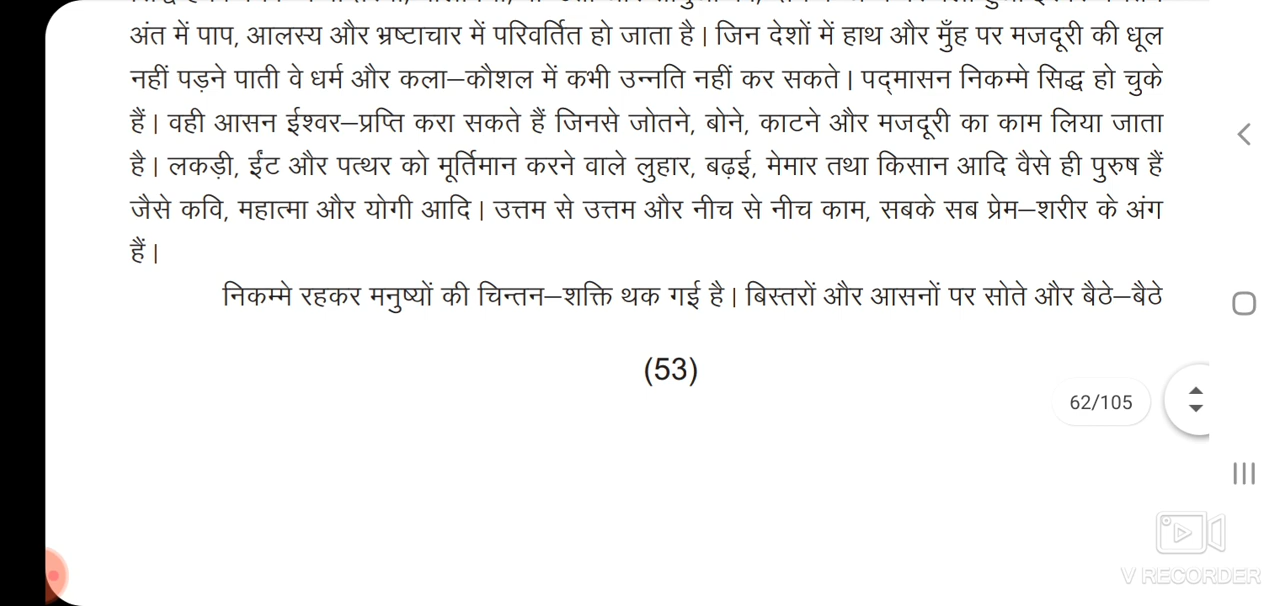 अंत में पाप, आलस्य और भ्रष्टाचार में परिवर्तित हो जाता है। जिन देशों में हाथ और मुँह पर मजदूरी की धूल
नहीं पड़ने पाती वे धर्म और कला–कौशल में कभी उन्नति नहीं कर सकते। पद्मासन निकम्मे सिद्ध हो चुके
हैं। वही आसन ईश्वर–प्रप्ति करा सकते हैं जिनसे जोतने, बोने, काटने और मजदूरी का काम लिया जाता
है। लकड़ी, ईंट और पत्थर को मूर्तिमान करने वाले लुहार, बढ़ई, मेमार तथा किसान आदि वैसे ही पुरुष हैं
जैसे कवि, महात्मा और योगी आदि। उत्तम से उत्तम और नीच से नीच काम, सबके सब प्रेम–शरीर के अंग
हैं।
निकम्मे रहकर मनुष्यों की चिन्तन–शक्ति थक गई है। बिस्तरों और आसनों पर सोते और बैठे–बैठे
(53)
62/105
V RECORDER